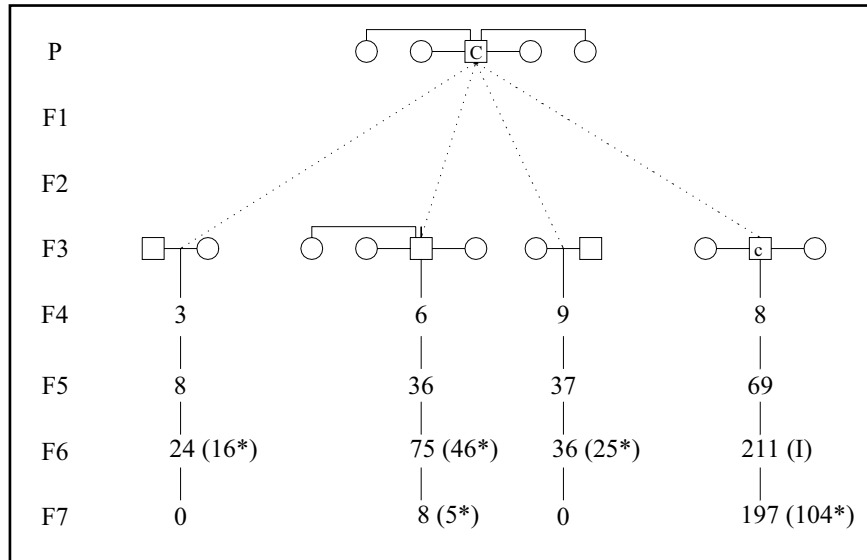 P C
F1
F2
F3 c
F4 3 6 9 8
F5 8 36 37 69
F6 24 (16*) 75 (46*) 36 (25*) 211 (I)
F7 0 8 (5*) 0 197 (104*)